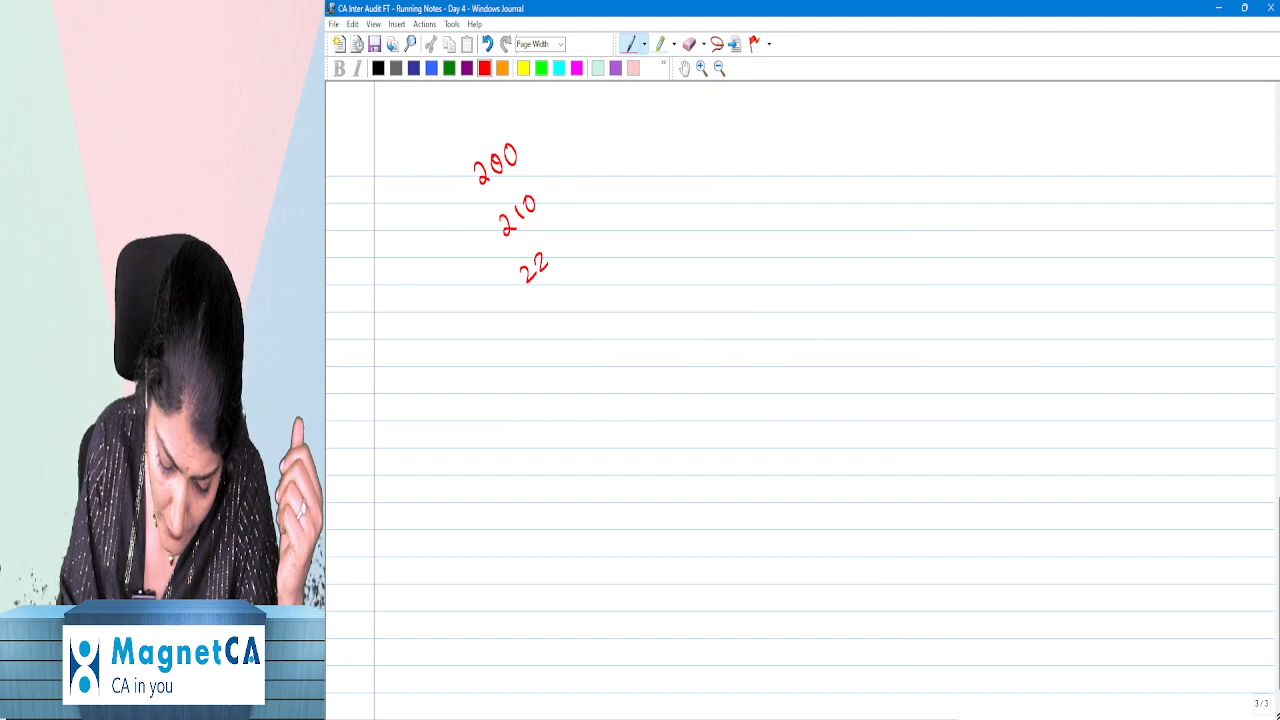 CA Inter Audit FT - Running Notes - Day 4 - Windows Journal
File Edit View Insert Actions Tools Help
Page Width
B I
200
210
22
3/3
MagnetCA
CA in you